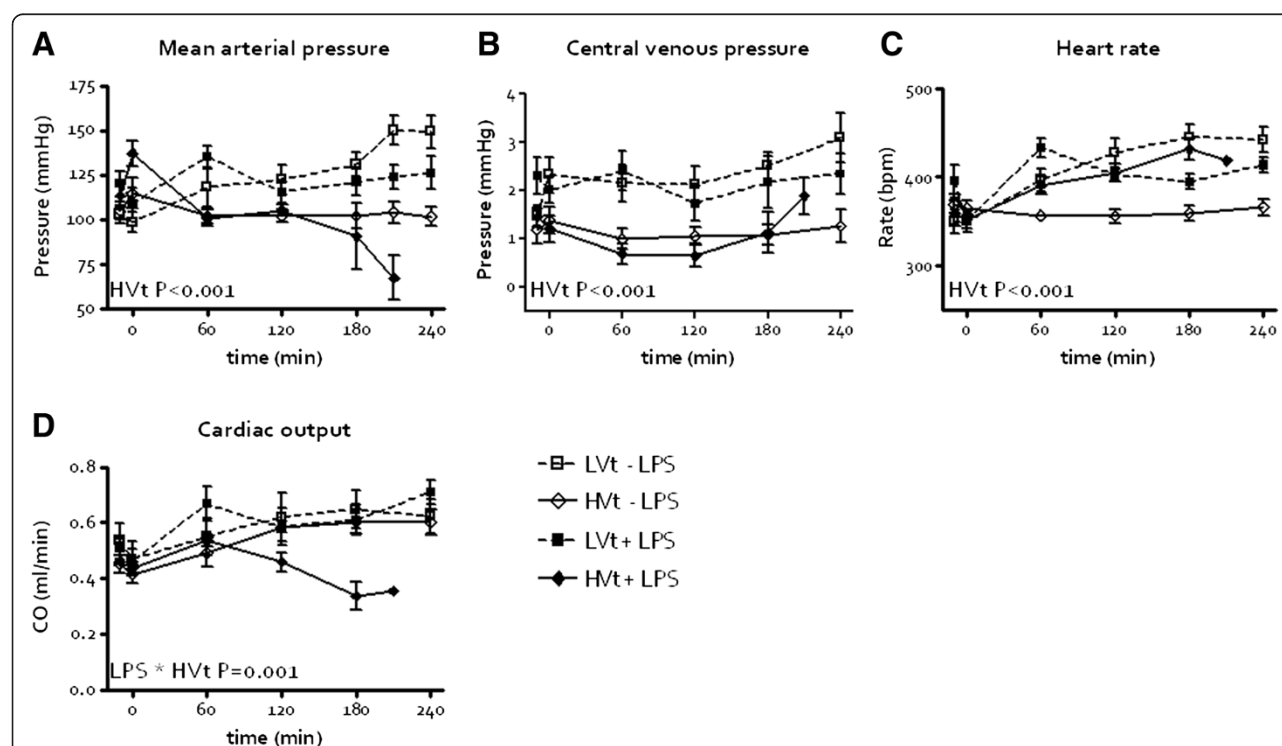 A Mean arterial pressure
Pressure (mmHg)
175
150
125
100
75
50
HVt P<0.001
0 60 120 180 240
time (min)
B Central venous pressure
Pressure (mmHg)
4
3
2
1
0
HVt P<0.001
0 60 120 180 240
time (min)
C Heart rate
Rate (bpm)
500
400
300
HVt P<0.001
0 60 120 180 240
time (min)
D Cardiac output
CO (ml/min)
0.8
0.6
0.4
0.2
0.0
LPS * HVt P=0.001
0 60 120 180 240
time (min)
LVt - LPS
HVt - LPS
LVt + LPS
HVt + LPS